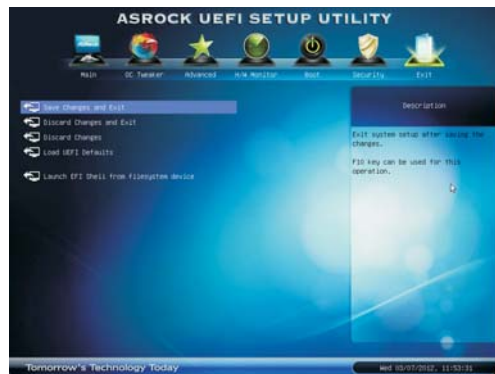 ASROCK UEFI SETUP UTILITY
Main OC Tweaker Advanced H/W Monitor Boot Security Exit
Save Changes and Exit
Discard Changes and Exit
Discard Changes
Load UEFI Defaults
Launch EFI Shell from filesystem device
Description
Exit system setup after saving the
changes.
F10 key can be used for this
operation.
Tomorrow's Technology Today
Wed 03/07/2012, 11:53:31